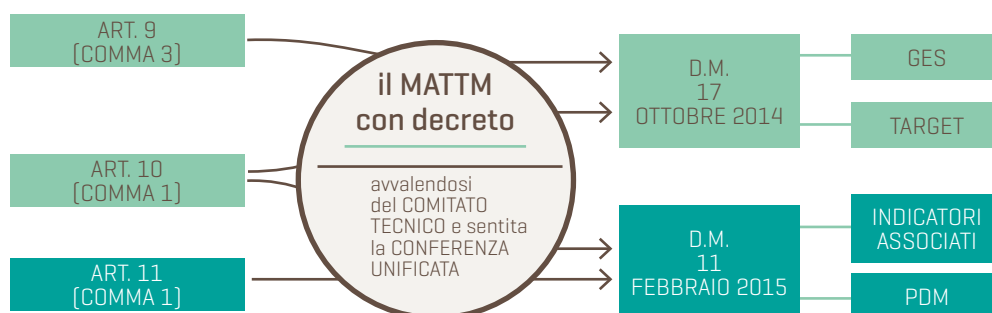 ART. 9
(COMMA 3)
ART. 10
(COMMA 1)
ART. 11
(COMMA 1)
il MATTM
con decreto
avvalendosi
del COMITATO
TECNICO e sentita
la CONFERENZA
UNIFICATA
D.M.
17
OTTOBRE 2014
GES
TARGET
D.M.
11
FEBBRAIO 2015
INDICATORI
ASSOCIATI
PDM